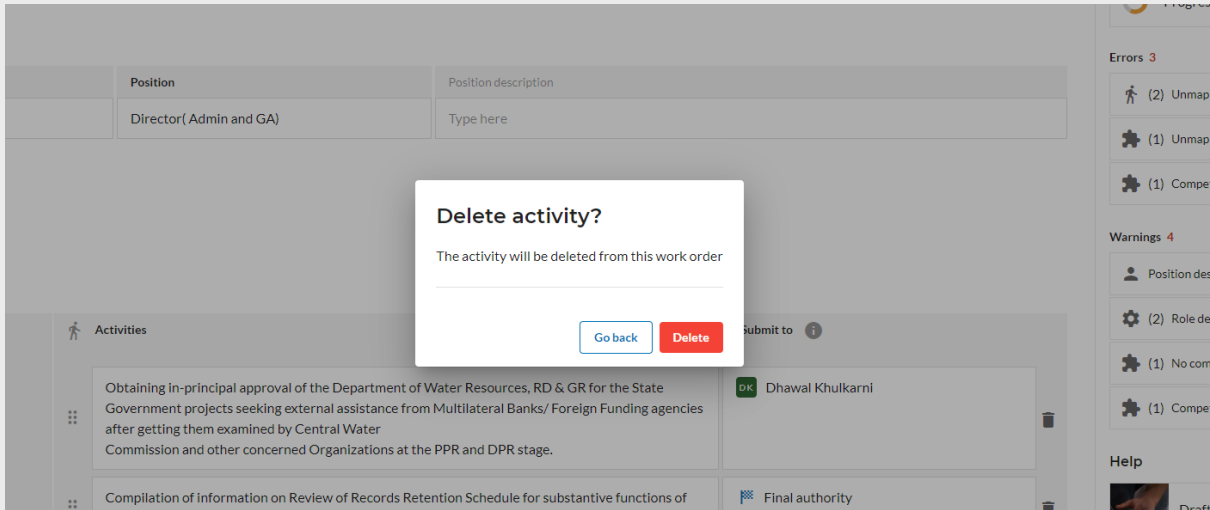 Progres
Errors 3
Position
Position description
(2) Unmap
Director( Admin and GA)
Type here
(1) Unmap
(1) Compe
Delete activity?
The activity will be deleted from this work order
Go back
Delete
Warnings 4
Position des
(2) Role de
(1) No com
(1) Compe
Activities
Submit to
Obtaining in-principal approval of the Department of Water Resources, RD & GR for the State
Government projects seeking external assistance from Multilateral Banks/ Foreign Funding agencies
after getting them examined by Central Water
Commission and other concerned Organizations at the PPR and DPR stage.
DK Dhawal Khulkarni
Compilation of information on Review of Records Retention Schedule for substantive functions of
Final authority
Help
Draft